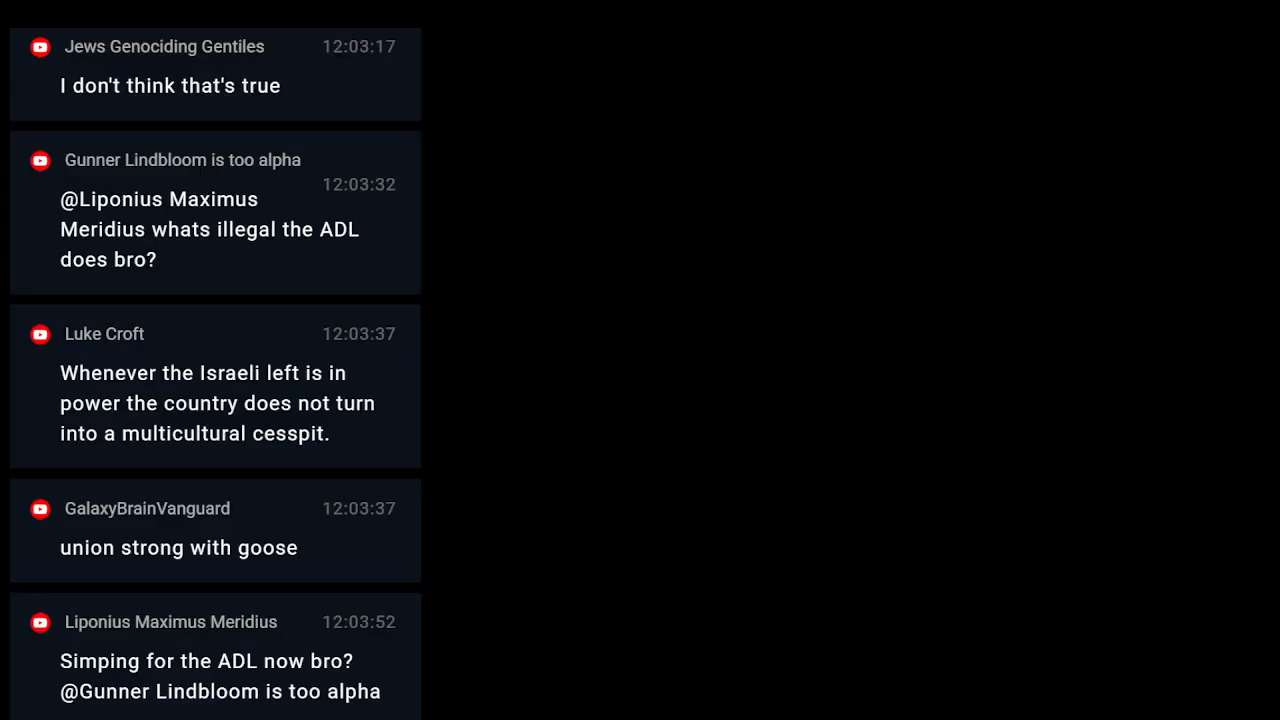 Jews Genociding Gentiles 12:03:17
I don't think that's true
Gunner Lindbloom is too alpha
12:03:32
@Liponius Maximus
Meridius whats illegal the ADL
does bro?
Luke Croft 12:03:37
Whenever the Israeli left is in
power the country does not turn
into a multicultural cesspit.
GalaxyBrainVanguard 12:03:37
union strong with goose
Liponius Maximus Meridius 12:03:52
Simping for the ADL now bro?
@Gunner Lindbloom is too alpha